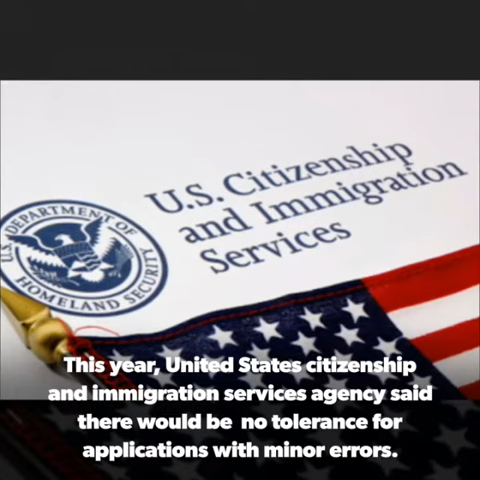 U.S. Citizenship
and Immigration
Services
U.S. DEPARTMENT OF
HOMELAND SECURITY
This year, United States citizenship
and immigration services agency said
there would be  no tolerance for
applications with minor errors.